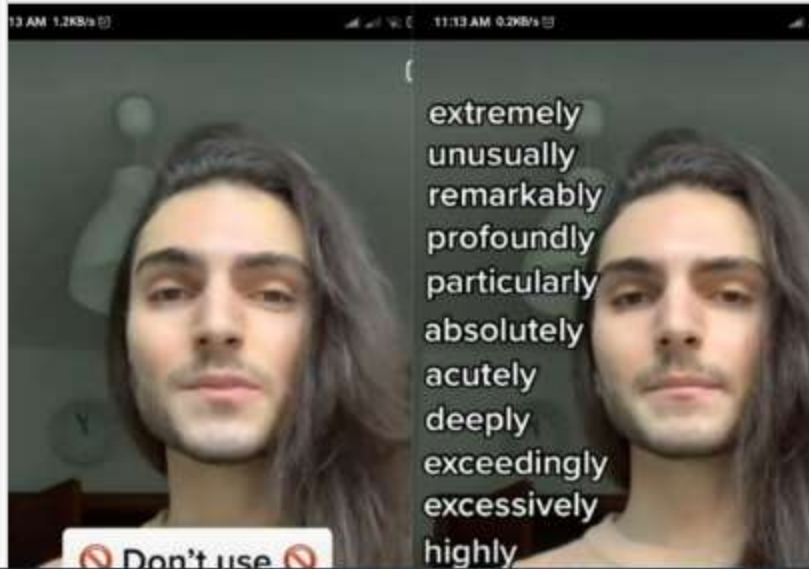 13 AM 1.2KB/s
🚫 Don't use 🚫
11:13 AM 0.2KB/s
extremely
unusually
remarkably
profoundly
particularly
absolutely
acutely
deeply
exceedingly
excessively
highly